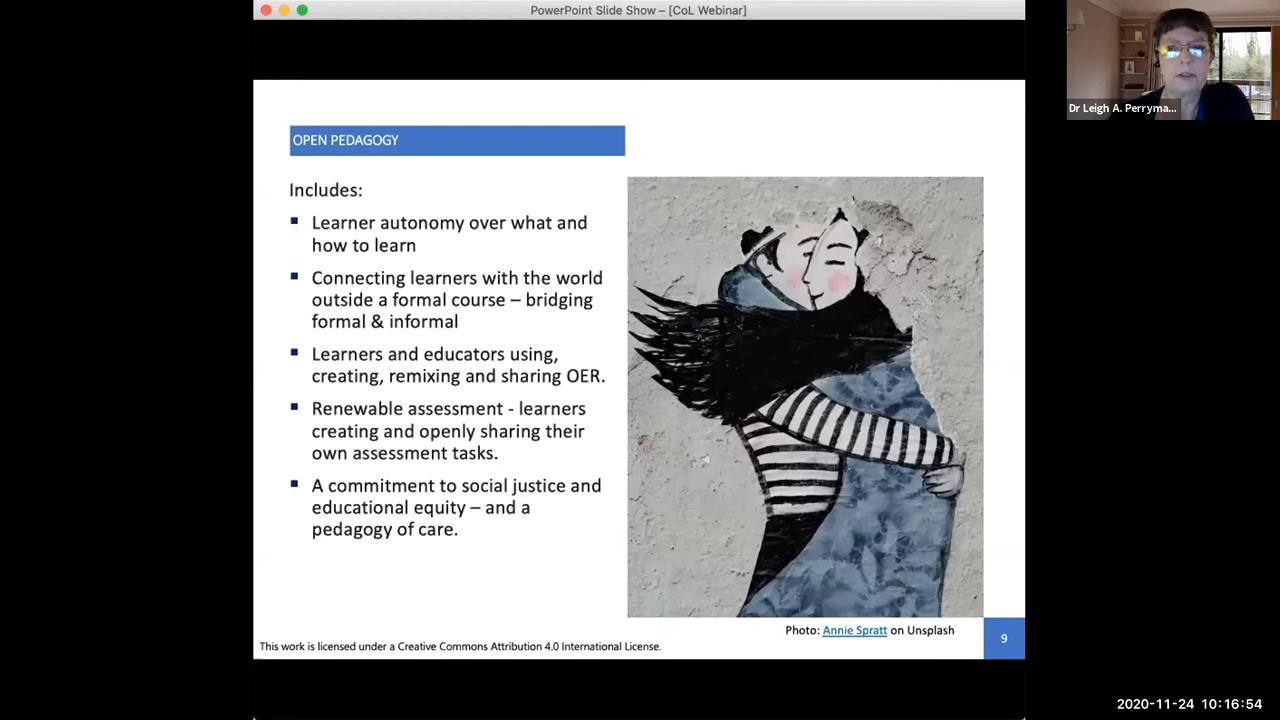 PowerPoint Slide Show – [CoL Webinar]
OPEN PEDAGOGY
Includes:
Learner autonomy over what and
how to learn
Connecting learners with the world
outside a formal course – bridging
formal & informal
Learners and educators using,
creating, remixing and sharing OER.
Renewable assessment - learners
creating and openly sharing their
own assessment tasks.
A commitment to social justice and
educational equity – and a
pedagogy of care.
Photo: Annie Spratt on Unsplash
This work is licensed under a Creative Commons Attribution 4.0 International License.
9
Dr Leigh A. Perryma...
2020-11-24 10:16:54